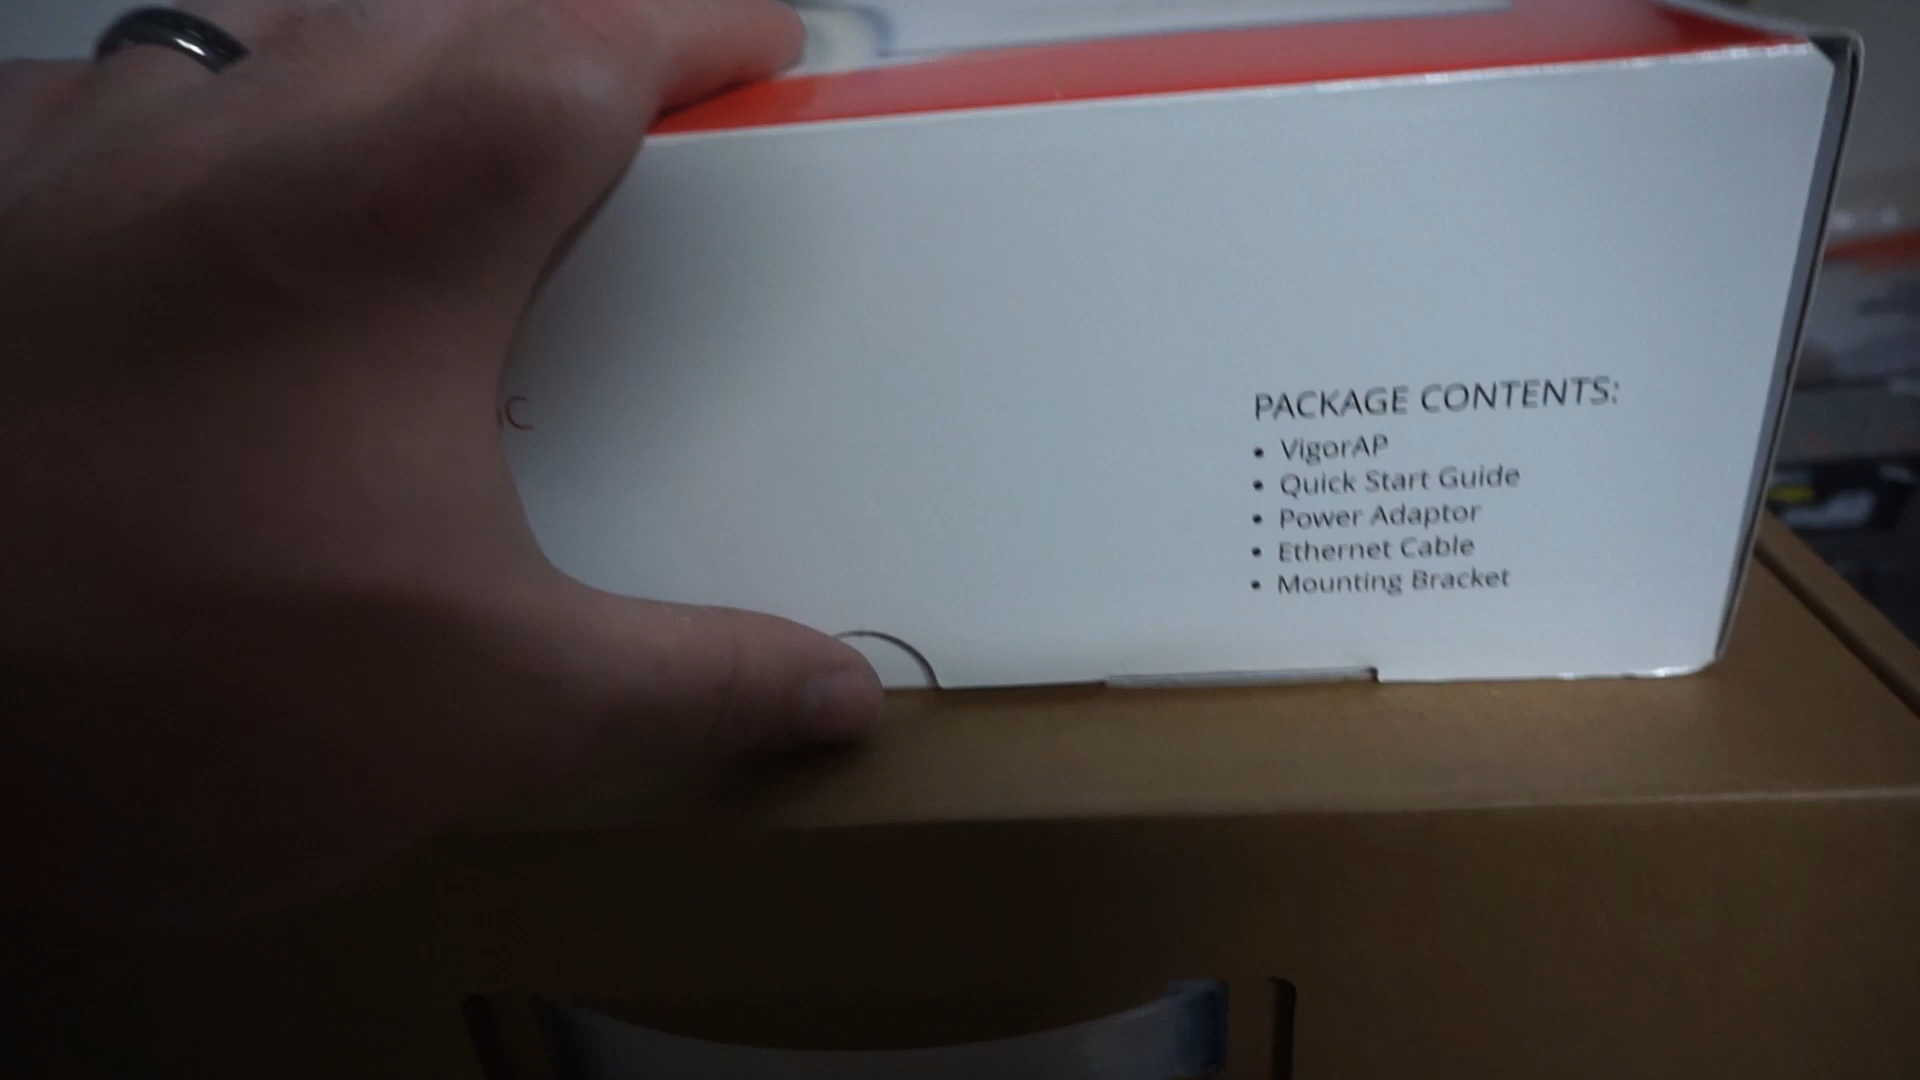 PACKAGE CONTENTS:
• VigorAP
• Quick Start Guide
• Power Adaptor
• Ethernet Cable
• Mounting Bracket